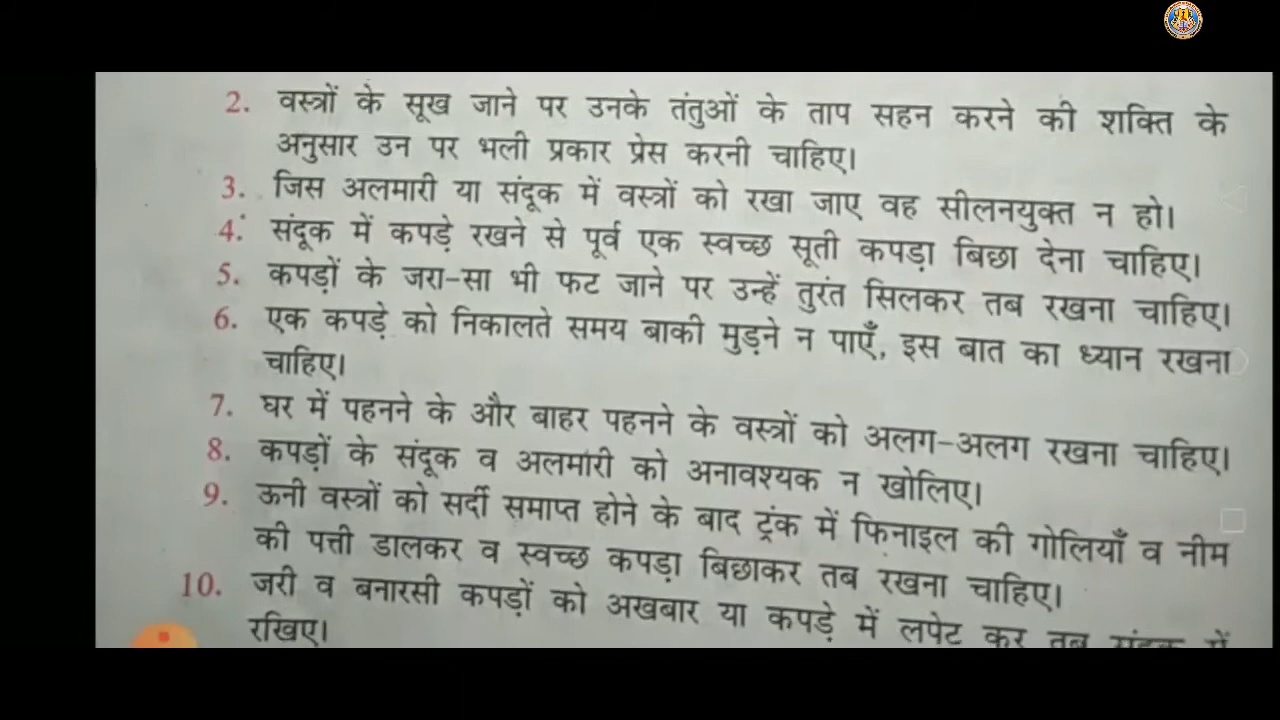 2. वस्त्रों के सूख जाने पर उनके तंतुओं के ताप सहन करने की शक्ति के
अनुसार उन पर भली प्रकार प्रेस करनी चाहिए।
3. जिस अलमारी या संदूक में वस्त्रों को रखा जाए वह सीलनयुक्त न हो।
4. संदूक में कपड़े रखने से पूर्व एक स्वच्छ सूती कपड़ा बिछा देना चाहिए।
5. कपड़ों के जरा-सा भी फट जाने पर उन्हें तुरंत सिलकर तब रखना चाहिए।
6. एक कपड़े को निकालते समय बाकी मुड़ने न पाएँ, इस बात का ध्यान रखना
चाहिए।
7. घर में पहनने के और बाहर पहनने के वस्त्रों को अलग-अलग रखना चाहिए।
8. कपड़ों के संदूक व अलमारी को अनावश्यक न खोलिए।
9. ऊनी वस्त्रों को सर्दी समाप्त होने के बाद ट्रंक में फिनाइल की गोलियाँ व नीम
की पत्ती डालकर व स्वच्छ कपड़ा बिछाकर तब रखना चाहिए।
10. जरी व बनारसी कपड़ों को अखबार या कपड़े में लपेट कर तब संदूक में
रखिए।